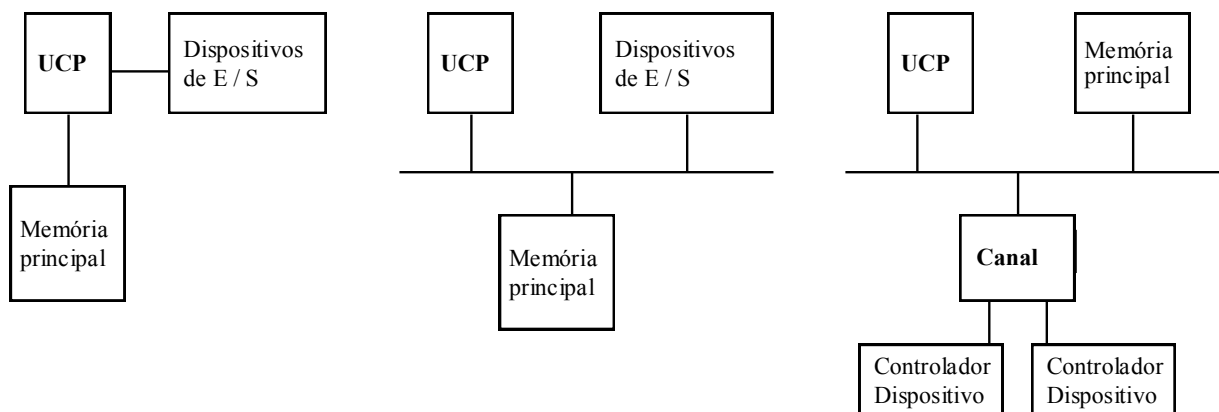 UCP
Dispositivos
de E / S
Memória
principal
UCP
Dispositivos
de E / S
Memória
principal
UCP
Memória
principal
Canal
Controlador
Dispositivo
Controlador
Dispositivo